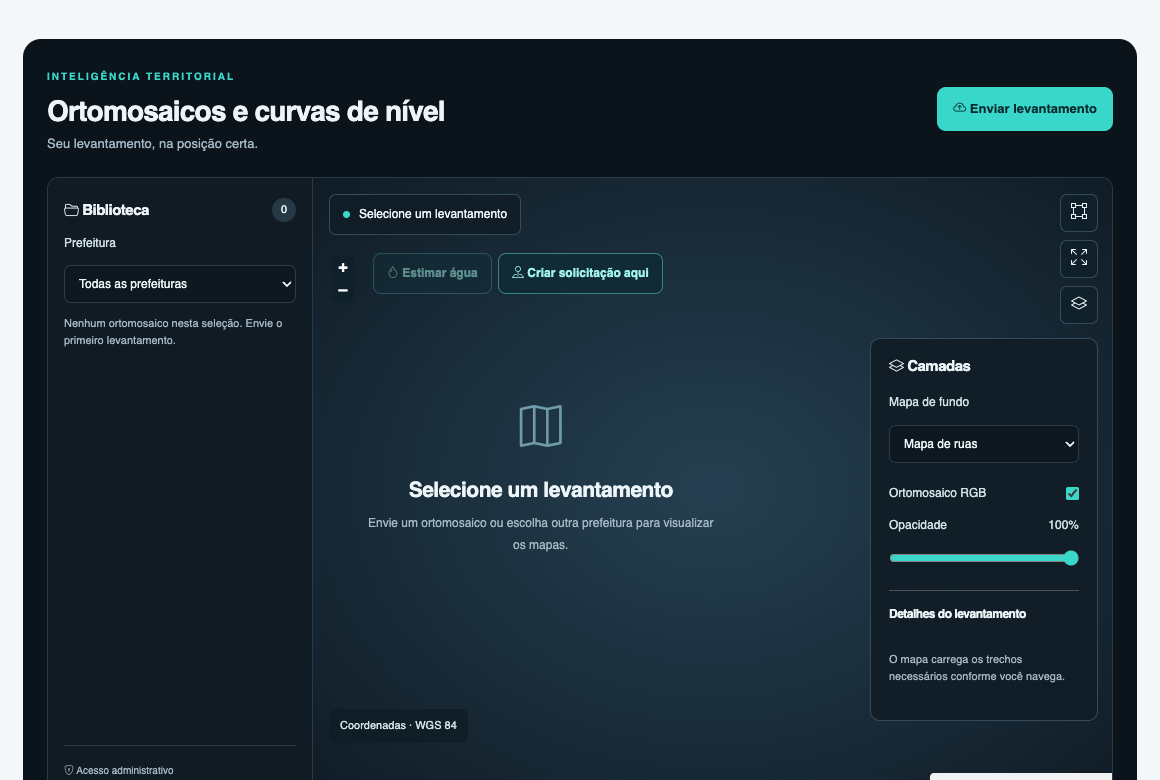 INTELIGÊNCIA TERRITORIAL
Ortomosaicos e curvas de nível
Seu levantamento, na posição certa.
Enviar levantamento
Biblioteca
0
Prefeitura
Todas as prefeituras
Nenhum ortomosaico nesta seleção. Envie o
primeiro levantamento.
Acesso administrativo
Selecione um levantamento
+
−
Estimar água
Criar solicitação aqui
Selecione um levantamento
Envie um ortomosaico ou escolha outra prefeitura para visualizar
os mapas.
Coordenadas · WGS 84
Camadas
Mapa de fundo
Mapa de ruas
Ortomosaico RGB
Opacidade 100%
Detalhes do levantamento
O mapa carrega os trechos
necessários conforme você navega.